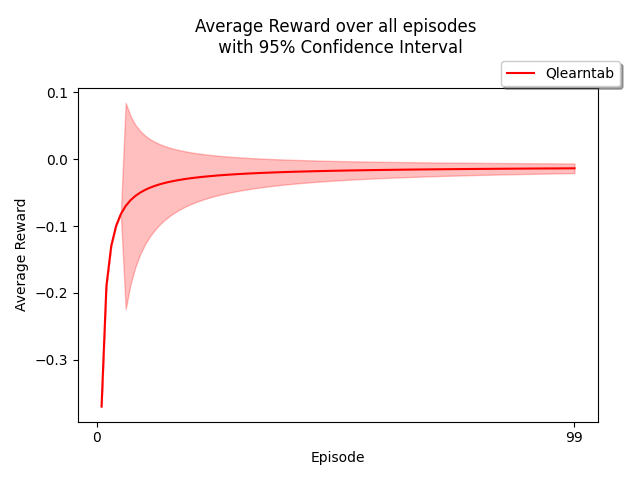 Average Reward over all episodes
with 95% Confidence Interval
Qlearntab
0.1
0.0
−0.1
−0.2
−0.3
Average Reward
0
99
Episode